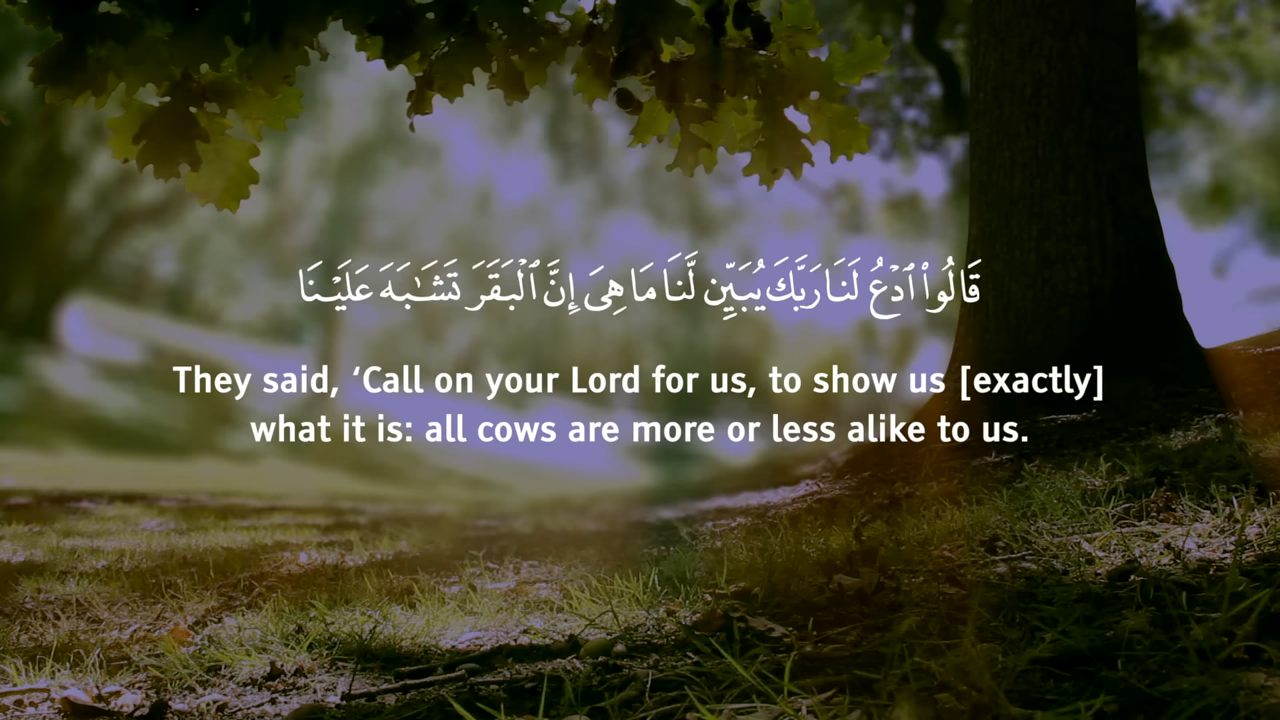 قَالُوا۟ ٱدْعُ لَنَا رَبَّكَ يُبَيِّن لَّنَا مَا هِىَ إِنَّ ٱلْبَقَرَ تَشَـٰبَهَ عَلَيْنَا
They said, ‘Call on your Lord for us, to show us [exactly]
what it is: all cows are more or less alike to us.